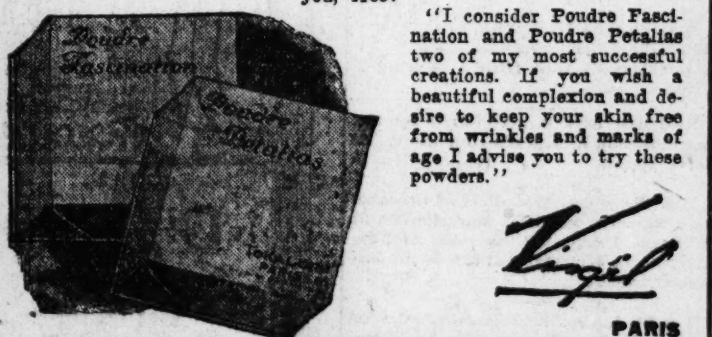 you, free.
Poudre
Fascination
Poudre
Petalias
"I consider Poudre Fasci-
nation and Poudre Petalias
two of my most successful
creations. If you wish a
beautiful complexion and de-
sire to keep your skin free
from wrinkles and marks of
age I advise you to try these
powders."
PARIS